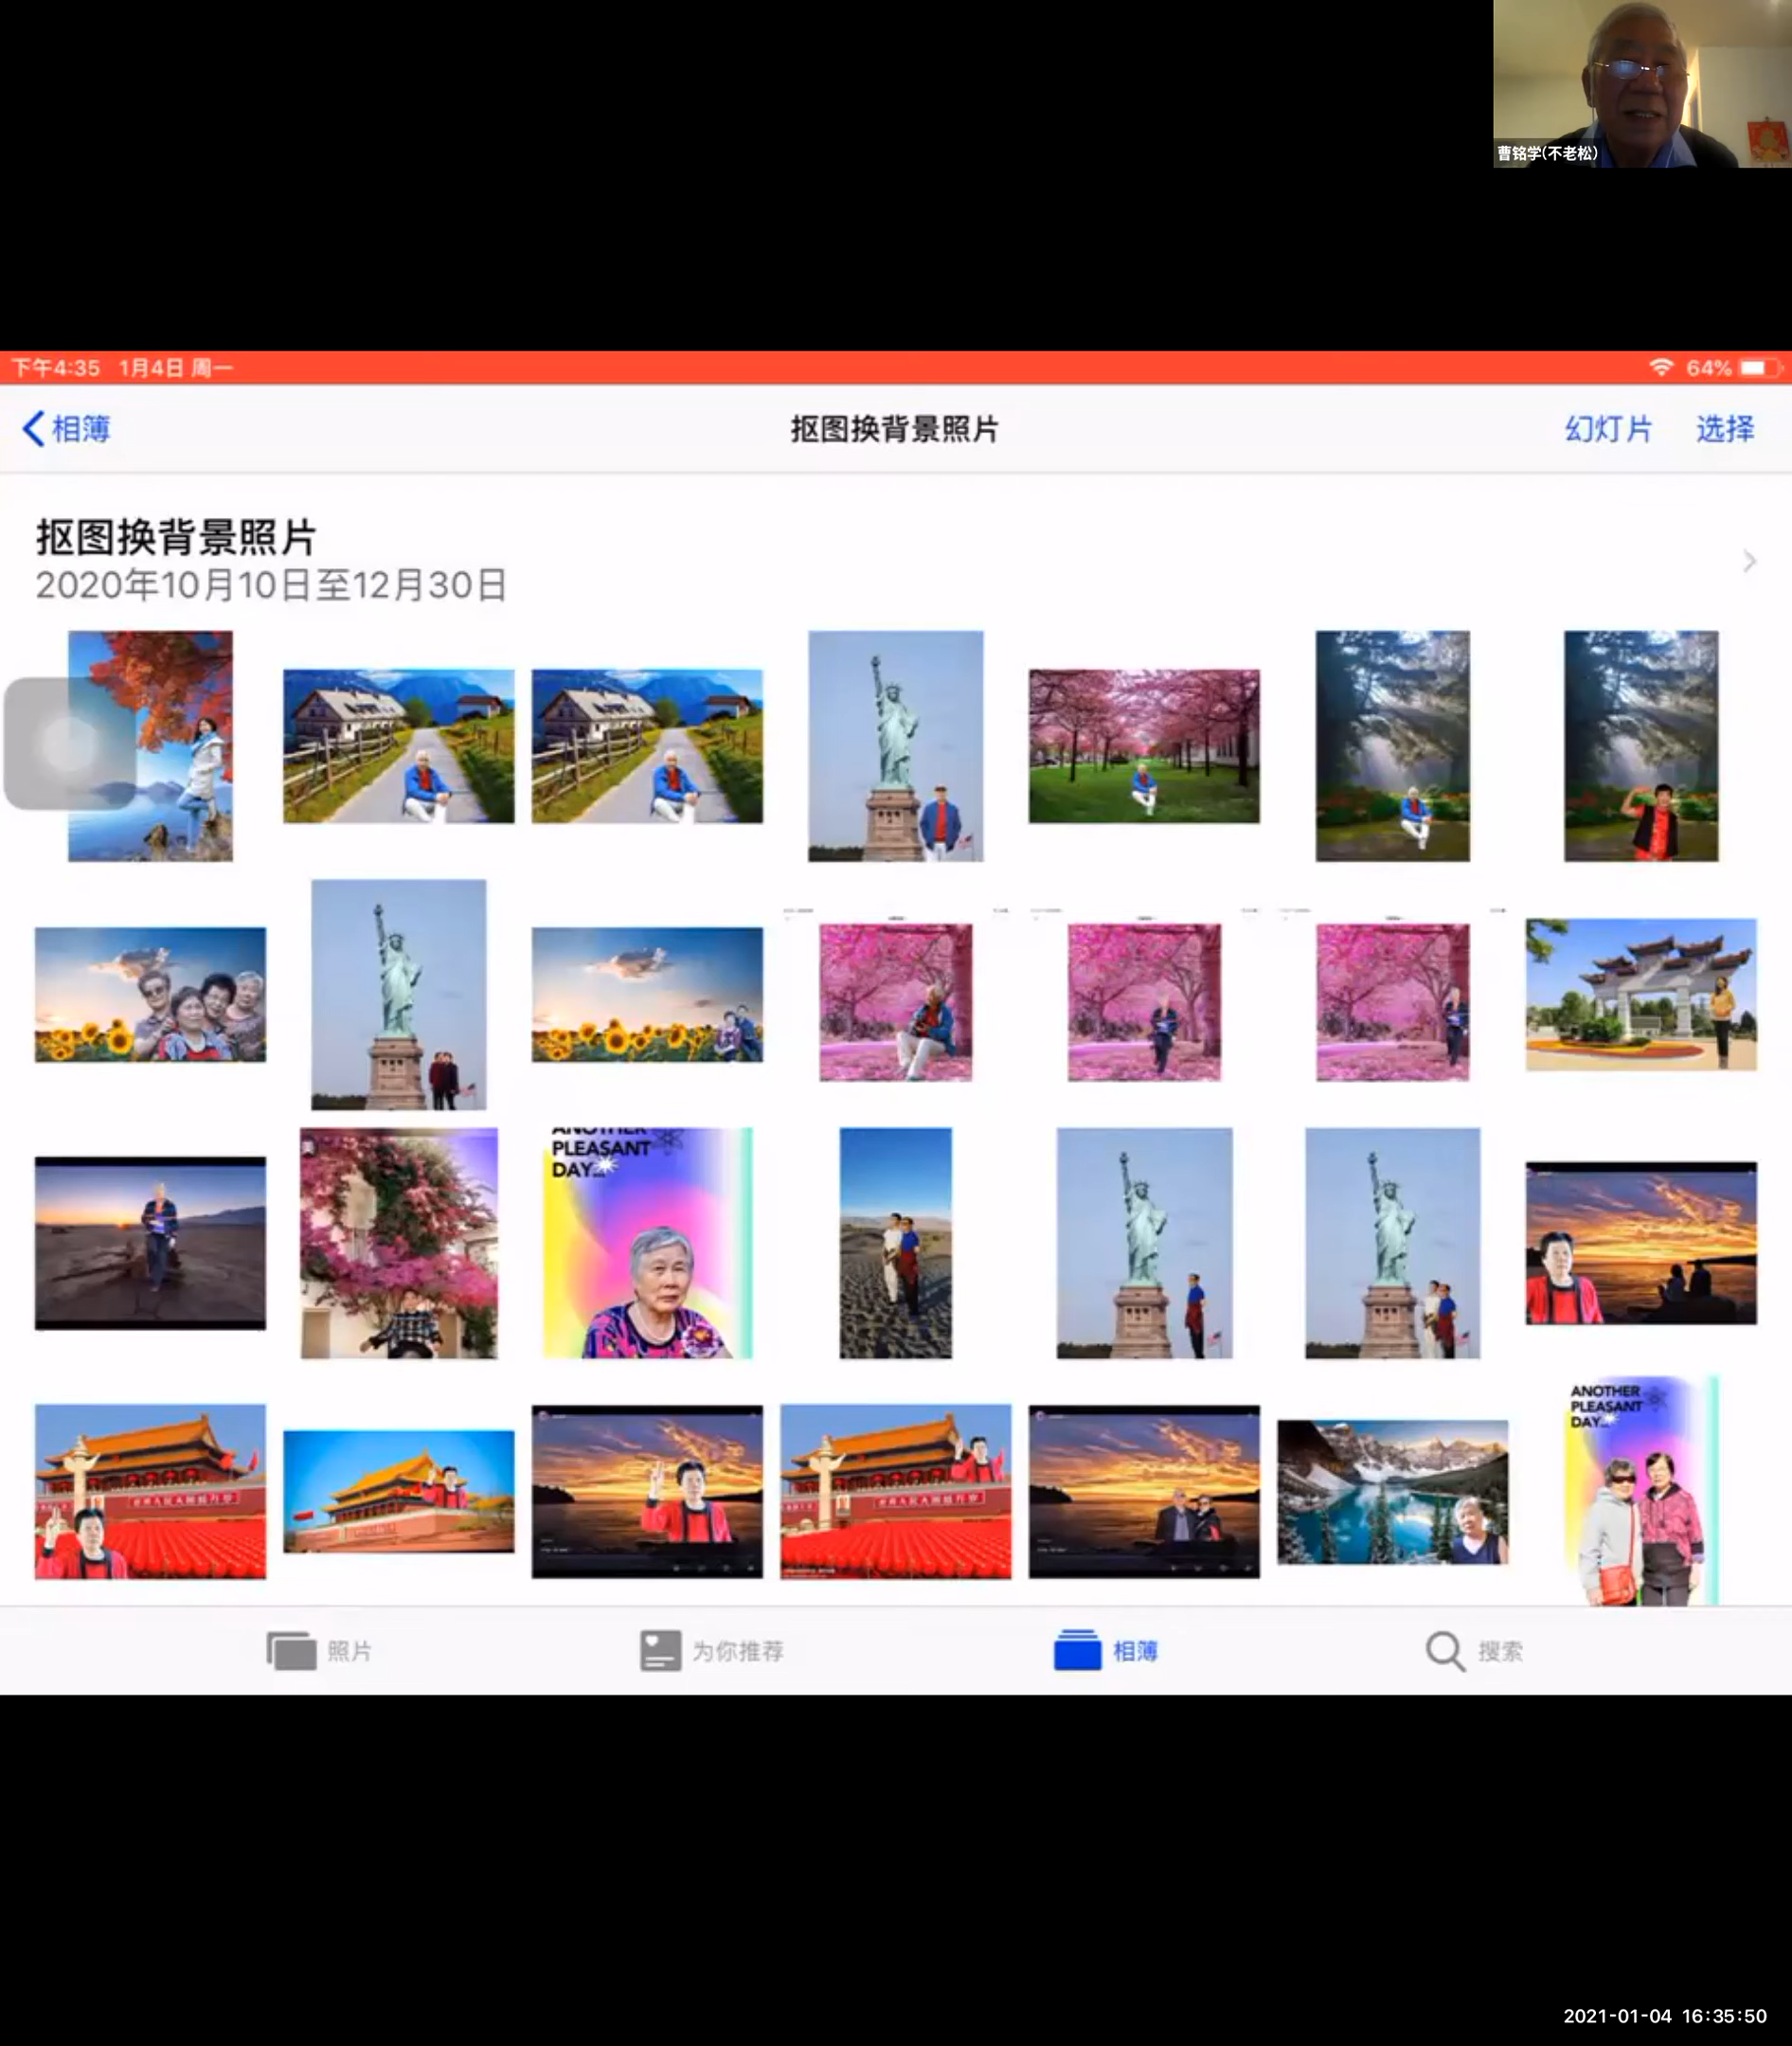 曹铭学(不老松)
下午4:35 1月4日 周一
64%
相簿
抠图换背景照片
幻灯片 选择
抠图换背景照片
2020年10月10日至12月30日
ANOTHER
PLEASANT
DAY...
ANOTHER
PLEASANT
DAY...
照片
为你推荐
相簿
搜索
2021-01-04 16:35:50